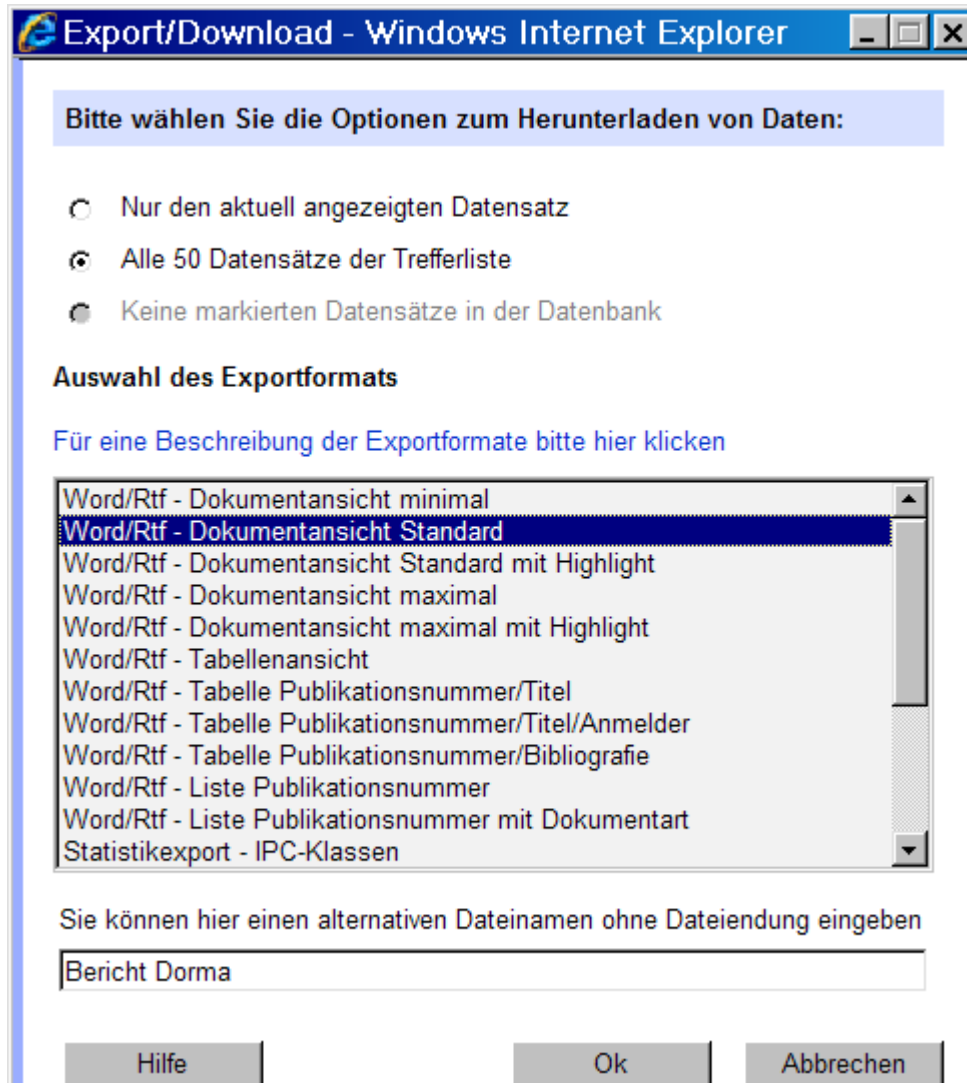 Export/Download - Windows Internet Explorer
Bitte wählen Sie die Optionen zum Herunterladen von Daten:
Nur den aktuell angezeigten Datensatz
Alle 50 Datensätze der Trefferliste
Keine markierten Datensätze in der Datenbank
Auswahl des Exportformats
Für eine Beschreibung der Exportformate bitte hier klicken
Word/Rtf - Dokumentansicht minimal
Word/Rtf - Dokumentansicht Standard
Word/Rtf - Dokumentansicht Standard mit Highlight
Word/Rtf - Dokumentansicht maximal
Word/Rtf - Dokumentansicht maximal mit Highlight
Word/Rtf - Tabellenansicht
Word/Rtf - Tabelle Publikationsnummer/Titel
Word/Rtf - Tabelle Publikationsnummer/Titel/Anmelder
Word/Rtf - Tabelle Publikationsnummer/Bibliografie
Word/Rtf - Liste Publikationsnummer
Word/Rtf - Liste Publikationsnummer mit Dokumentart
Statistikexport - IPC-Klassen
Sie können hier einen alternativen Dateinamen ohne Dateiendung eingeben
Bericht Dorma
Hilfe Ok Abbrechen